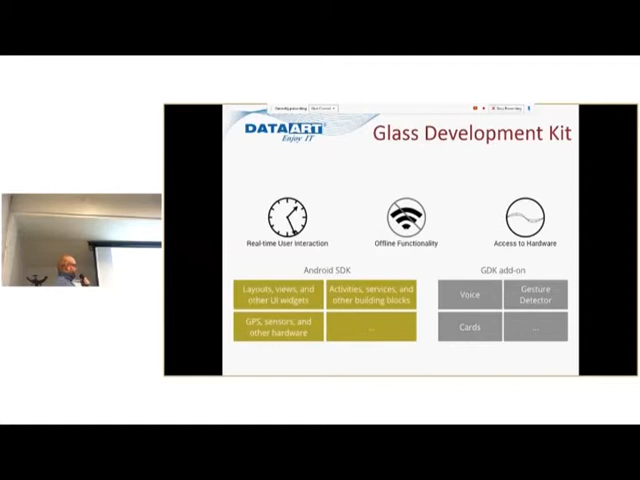 DATAART
Enjoy IT
Glass Development Kit
Real-time User Interaction
Offline Functionality
Access to Hardware
Android SDK
GDK add-on
Layouts, views, and
other UI widgets
Activities, services, and
other building blocks
Voice
Gesture
Detector
GPS, sensors, and
other hardware
...
Cards
...